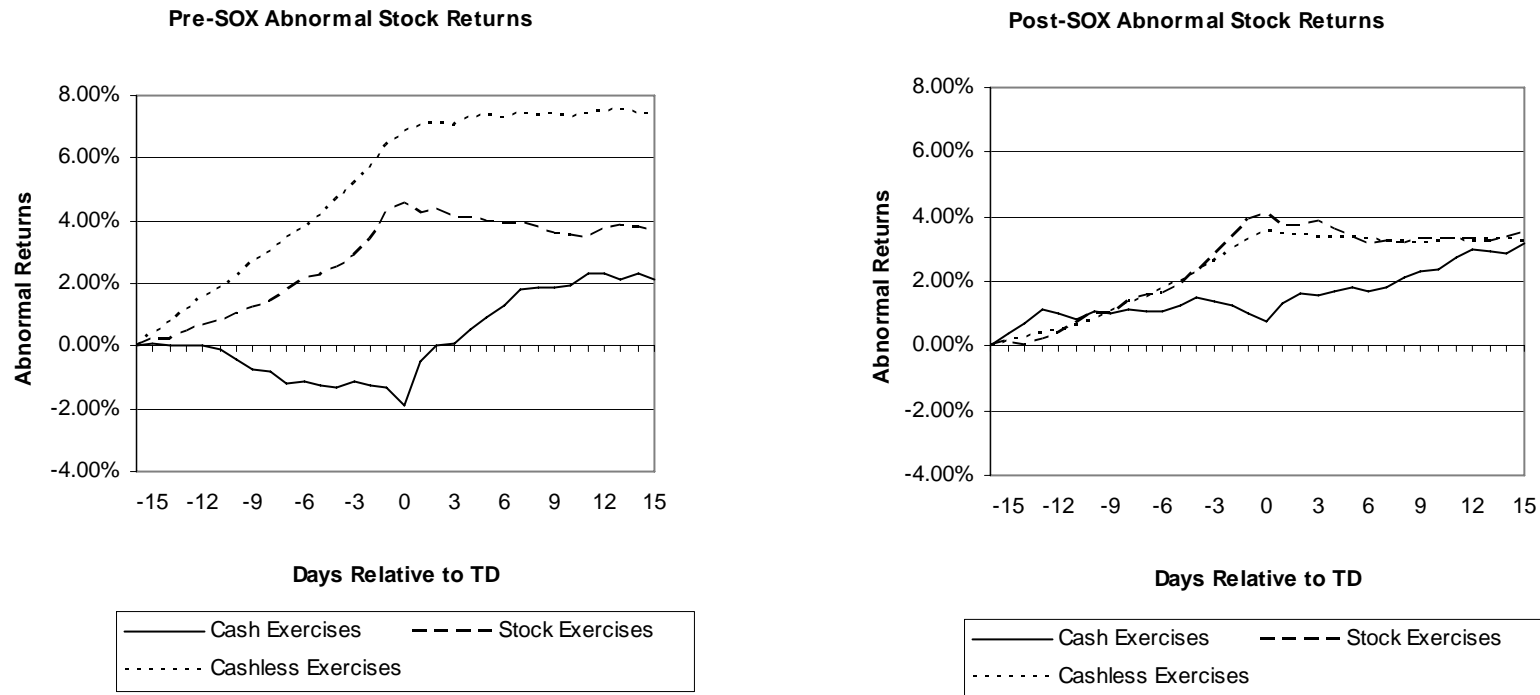 Pre-SOX Abnormal Stock Returns
8.00%
6.00%
4.00%
2.00%
0.00%
-2.00%
-4.00%
Abnormal Returns
-15 -12 -9 -6 -3 0 3 6 9 12 15
Days Relative to TD
Cash Exercises Stock Exercises
Cashless Exercises
Post-SOX Abnormal Stock Returns
8.00%
6.00%
4.00%
2.00%
0.00%
-2.00%
-4.00%
Abnormal Returns
-15 -12 -9 -6 -3 0 3 6 9 12 15
Days Relative to TD
Cash Exercises Stock Exercises
Cashless Exercises